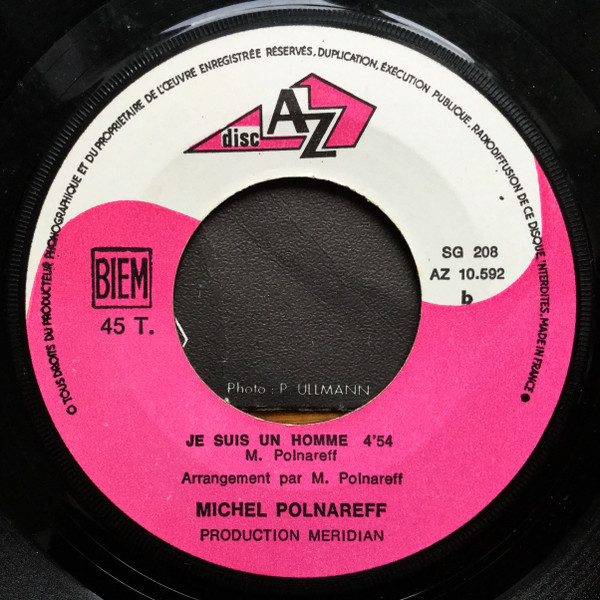 © TOUS DROITS DU PRODUCTEUR PHONOGRAPHIQUE ET DU PROPRIÉTAIRE DE L'ŒUVRE ENREGISTRÉE RÉSERVÉS. DUPLICATION, EXÉCUTION PUBLIQUE, RADIODIFFUSION DE CE DISQUE INTERDITES. MADE IN FRANCE
disc AZ
BIEM
45 T.
SG 208
AZ 10.592
b
Photo : P. ULLMANN
JE SUIS UN HOMME 4'54
M. Polnareff
Arrangement par M. Polnareff
MICHEL POLNAREFF
PRODUCTION MERIDIAN